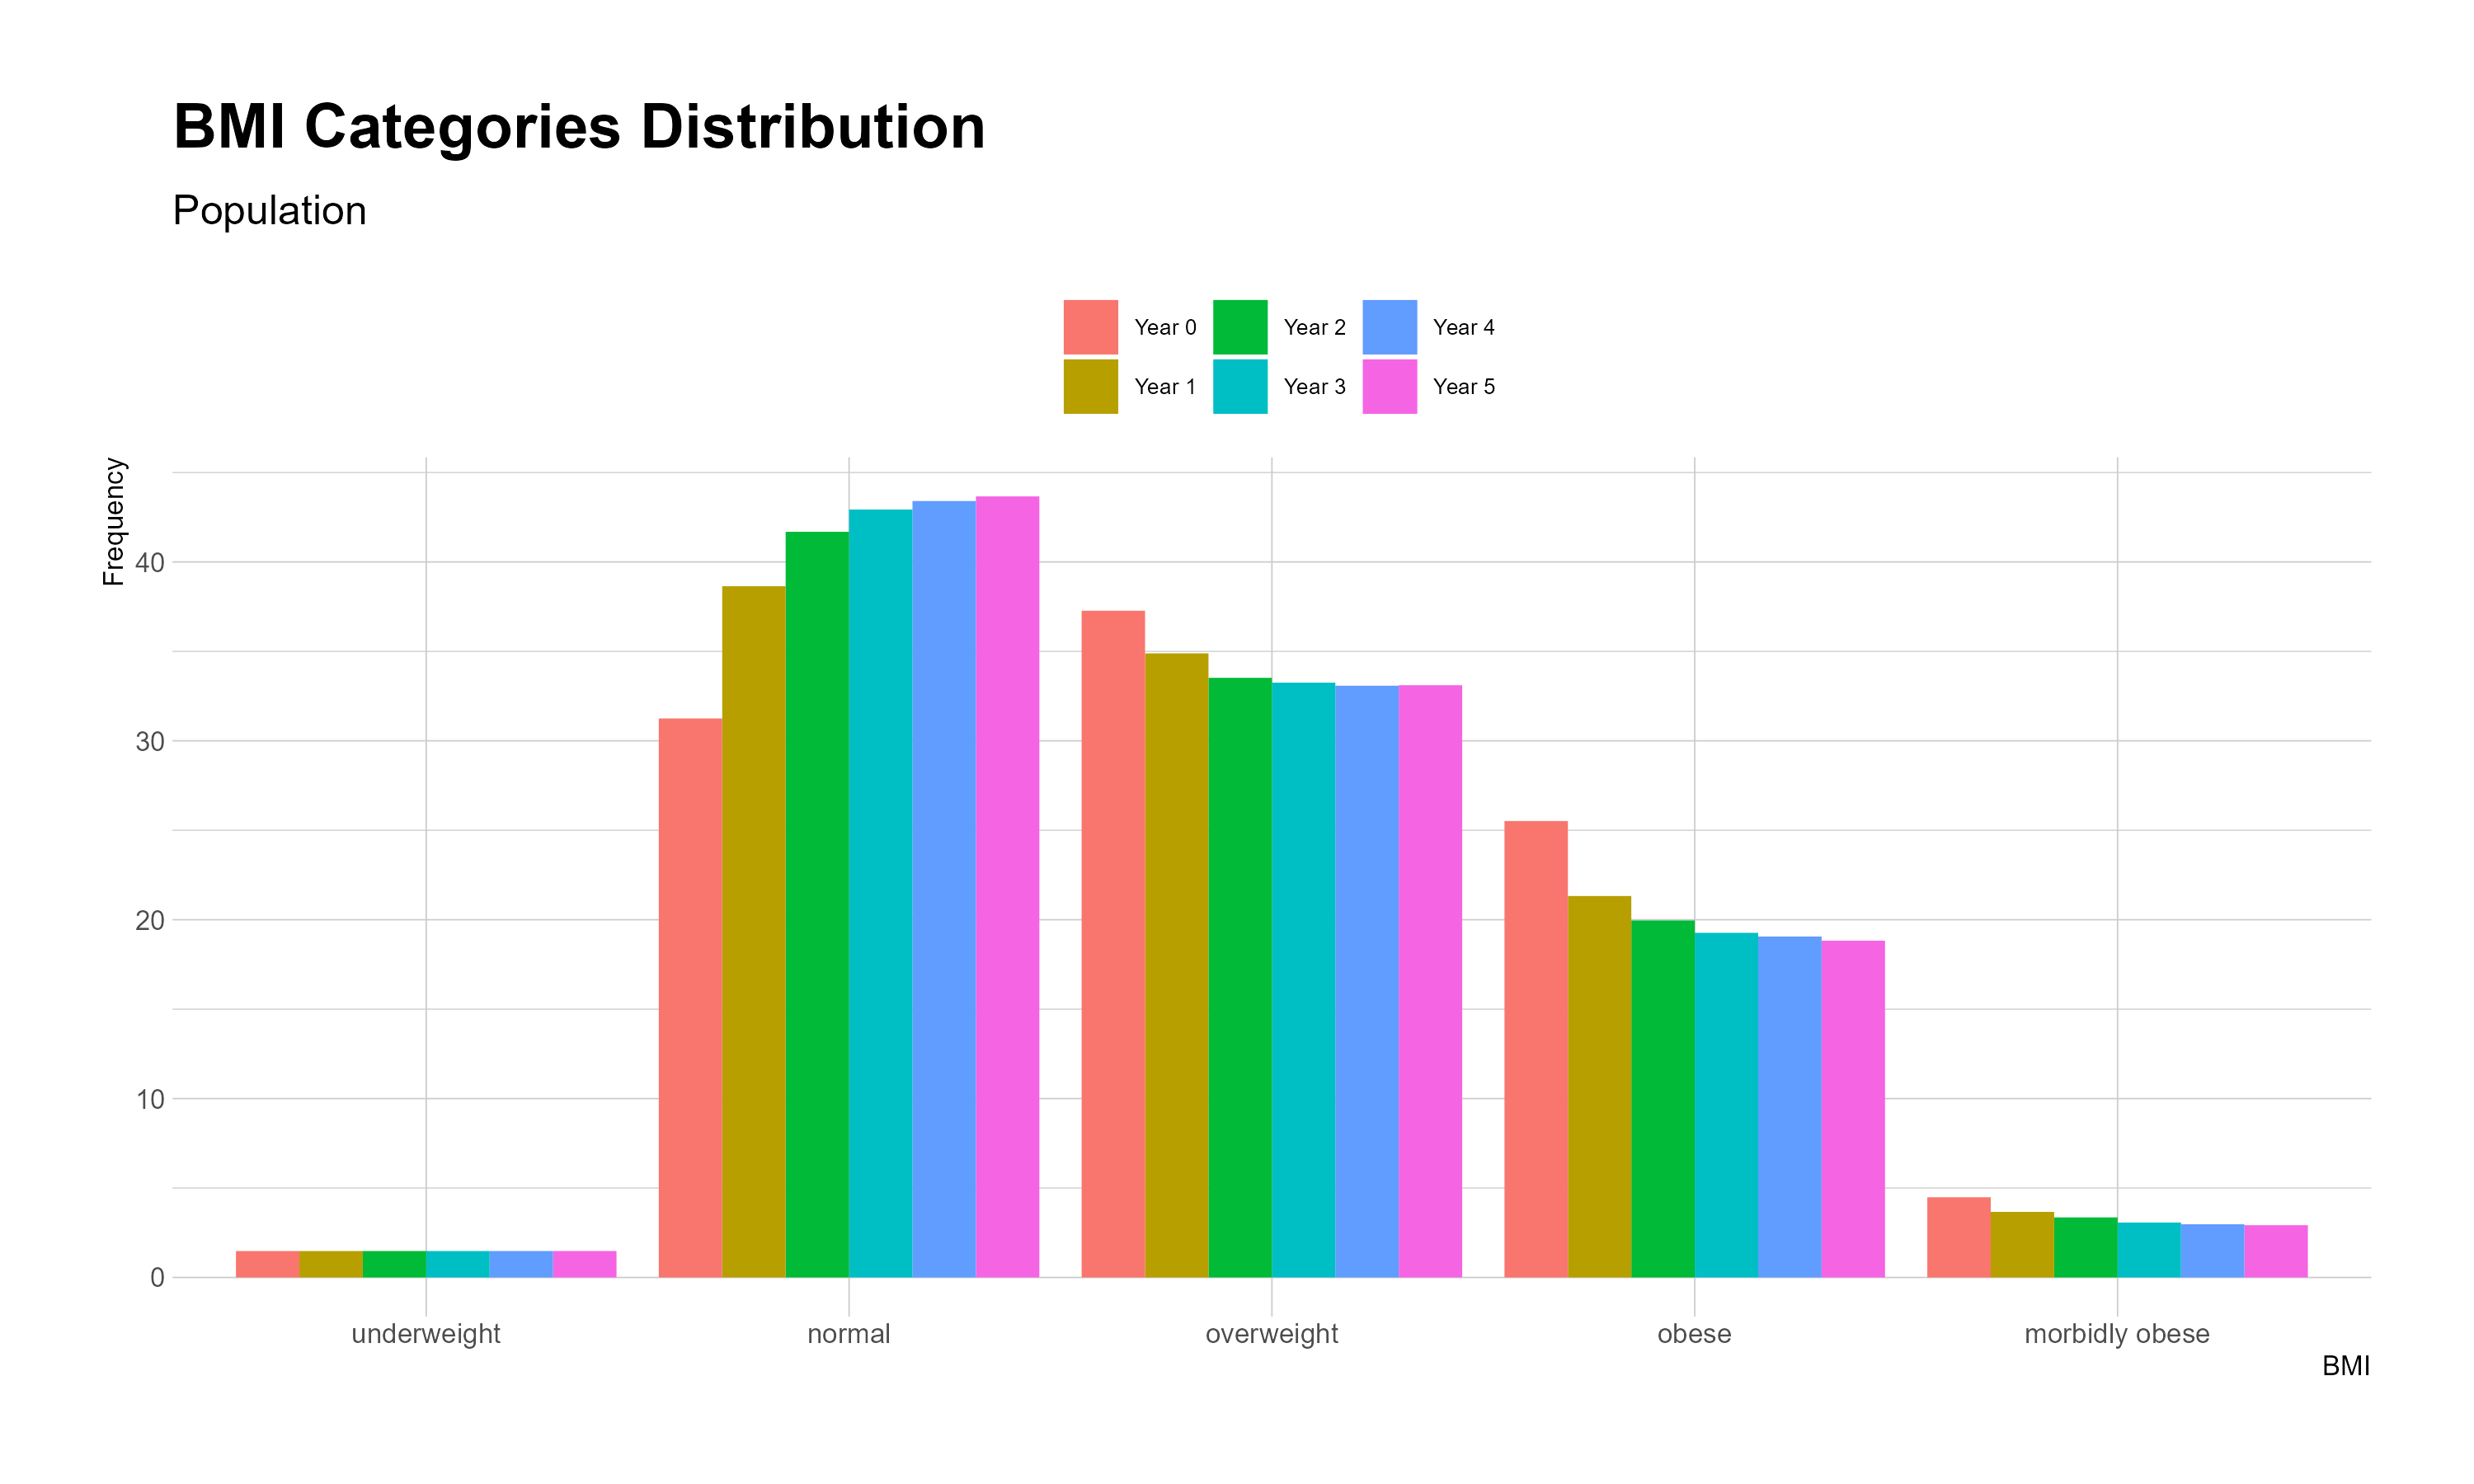 BMI Categories Distribution
Population
Year 0 Year 2 Year 4
Year 1 Year 3 Year 5
Frequency
40
30
20
10
0
underweight normal overweight obese morbidly obese
BMI